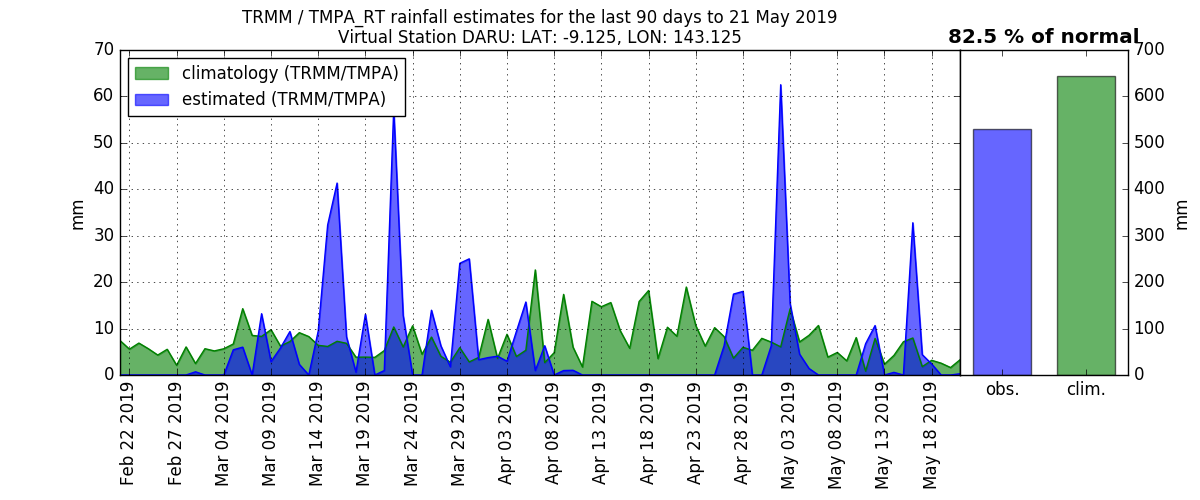 TRMM / TMPA_RT rainfall estimates for the last 90 days to 21 May 2019
Virtual Station DARU: LAT: -9.125, LON: 143.125
82.5 % of normal
climatology (TRMM/TMPA)
estimated (TRMM/TMPA)
mm
70
60
50
40
30
20
10
0
Feb 22 2019
Feb 27 2019
Mar 04 2019
Mar 09 2019
Mar 14 2019
Mar 19 2019
Mar 24 2019
Mar 29 2019
Apr 03 2019
Apr 08 2019
Apr 13 2019
Apr 18 2019
Apr 23 2019
Apr 28 2019
May 03 2019
May 08 2019
May 13 2019
May 18 2019
obs.
clim.
700
600
500
400
300
200
100
0
mm